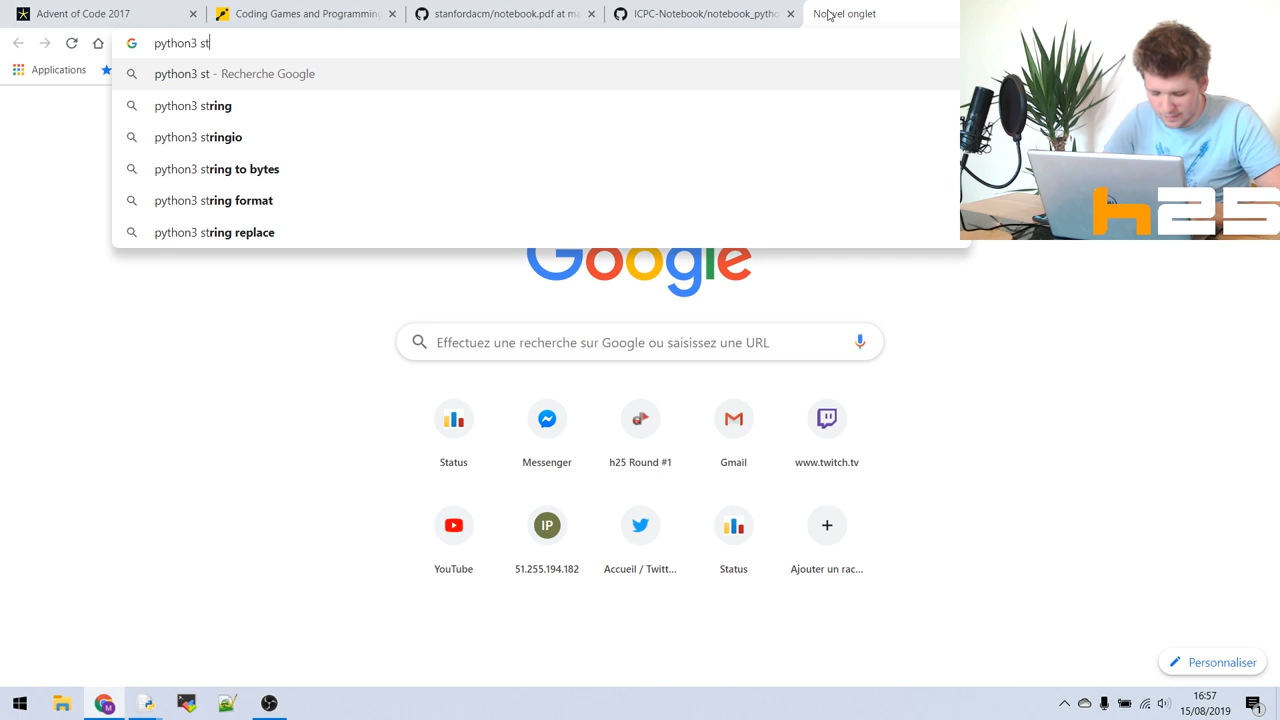 Advent of Code 2017
Coding Games and Programming
stanfordacm/notebook.pdf at ma
ICPC-Notebook/notebook_pytho
Nouvel onglet
python3 st
Applications
python3 st - Recherche Google
python3 string
python3 stringio
python3 string to bytes
python3 string format
python3 string replace
h25
Google
Effectuez une recherche sur Google ou saisissez une URL
Status
Messenger
h25 Round #1
Gmail
www.twitch.tv
IP
YouTube
51.255.194.182
Accueil / Twitt...
Status
Ajouter un rac...
Personnaliser
16:57
15/08/2019
M
1